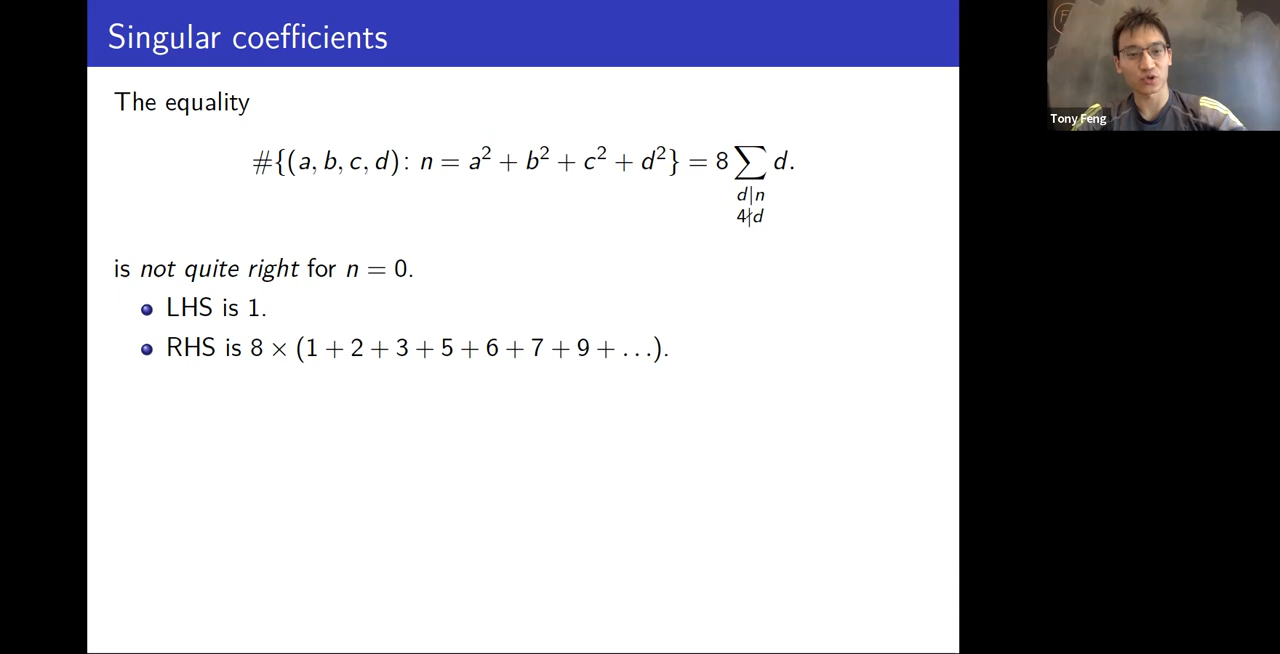 Singular coefficients
The equality
#{(a, b, c, d): n = a² + b² + c² + d²} = 8 ∑ d.
d|n
4∤d
is not quite right for n = 0.
LHS is 1.
RHS is 8 × (1 + 2 + 3 + 5 + 6 + 7 + 9 + ...).
Tony Feng